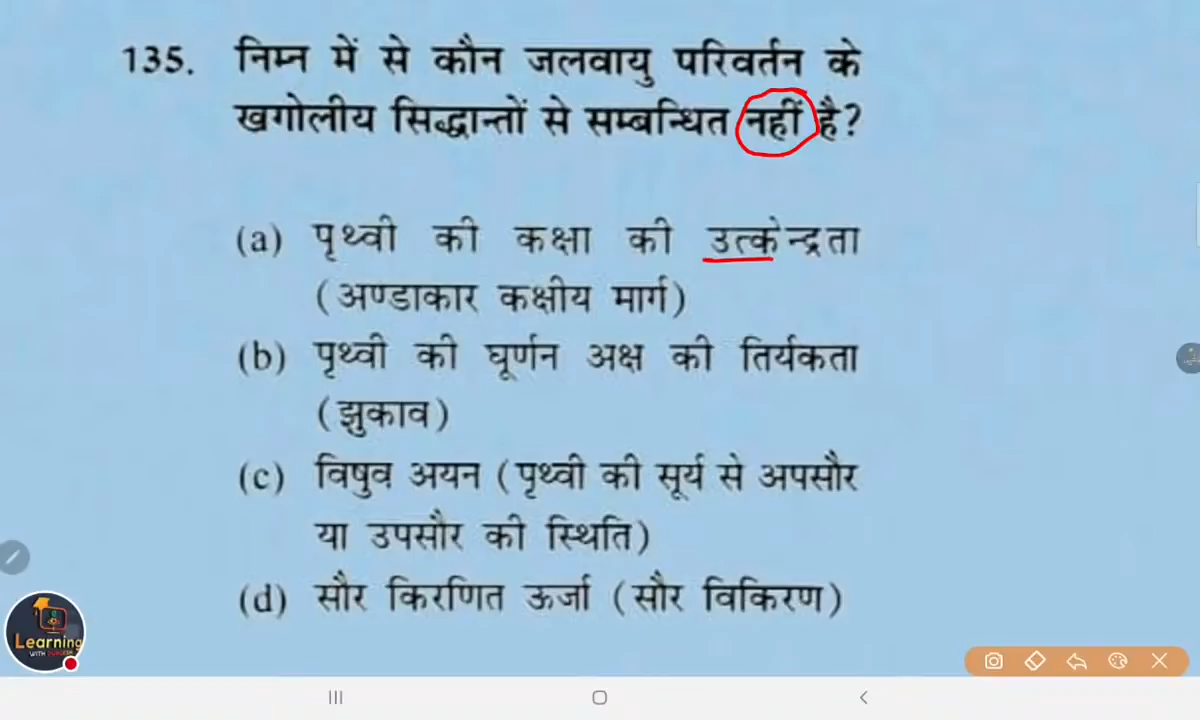 135. निम्न में से कौन जलवायु परिवर्तन के
खगोलीय सिद्धान्तों से सम्बन्धित नहीं है?
(a) पृथ्वी की कक्षा की उत्केन्द्रता
(अण्डाकार कक्षीय मार्ग)
(b) पृथ्वी की घूर्णन अक्ष की तिर्यकता
(झुकाव)
(c) विषुव अयन (पृथ्वी की सूर्य से अपसौर
या उपसौर की स्थिति)
(d) सौर किरणित ऊर्जा (सौर विकिरण)
Learning